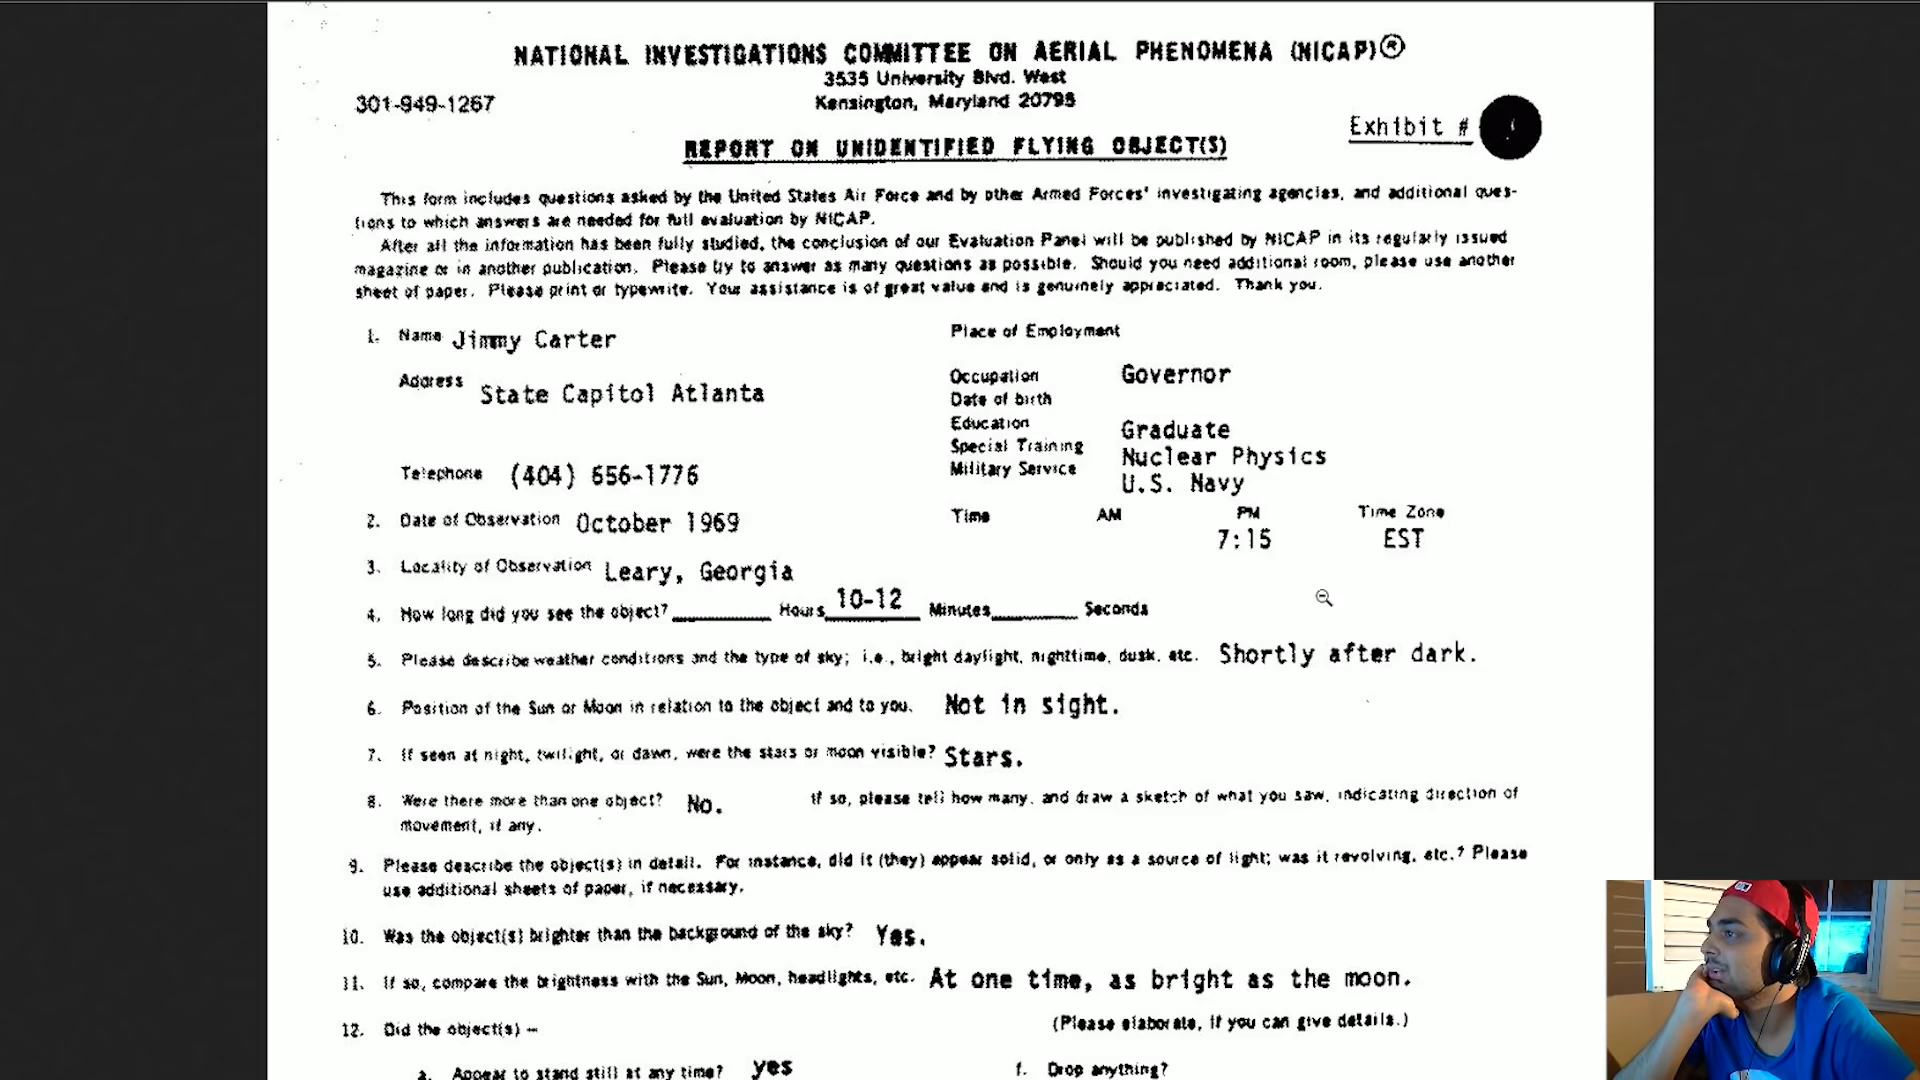 NATIONAL INVESTIGATIONS COMMITTEE ON AERIAL PHENOMENA (NICAP)®
3535 University Blvd. West
301-949-1267
Kensington, Maryland 20795
Exhibit #
REPORT ON UNIDENTIFIED FLYING OBJECT(S)
This form includes questions asked by the United States Air Force and by other Armed Forces' investigating agencies, and additional ques-
tions to which answers are needed for full evaluation by NICAP.
After all the information has been fully studied, the conclusion of our Evaluation Panel will be published by NICAP in its regularly issued
magazine or in another publication. Please try to answer as many questions as possible. Should you need additional room, please use another
sheet of paper. Please print or typewrite. Your assistance is of great value and is genuinely appreciated. Thank you.
1. Name Jimmy Carter Place of Employment
Address State Capitol Atlanta
Occupation Governor
Date of birth
Education Graduate
Special Training Nuclear Physics
Telephone (404) 656-1776 Military Service U.S. Navy
2. Date of Observation October 1969 Time AM PM Time Zone
7:15 EST
3. Locality of Observation Leary, Georgia
4. How long did you see the object? Hours 10-12 Minutes Seconds
5. Please describe weather conditions and the type of sky; i.e., bright daylight, nighttime, dusk, etc. Shortly after dark.
6. Position of the Sun or Moon in relation to the object and to you. Not in sight.
7. If seen at night, twilight, or dawn, were the stars or moon visible? Stars.
8. Were there more than one object? No. If so, please tell how many, and draw a sketch of what you saw, indicating direction of
movement, if any.
9. Please describe the object(s) in detail. For instance, did it (they) appear solid, or only as a source of light; was it revolving, etc.? Please
use additional sheets of paper, if necessary.
10. Was the object(s) brighter than the background of the sky? Yes.
11. If so, compare the brightness with the Sun, Moon, headlights, etc. At one time, as bright as the moon.
12. Did the object(s) — (Please elaborate, if you can give details.)
a. Appear to stand still at any time? yes f. Drop anything?